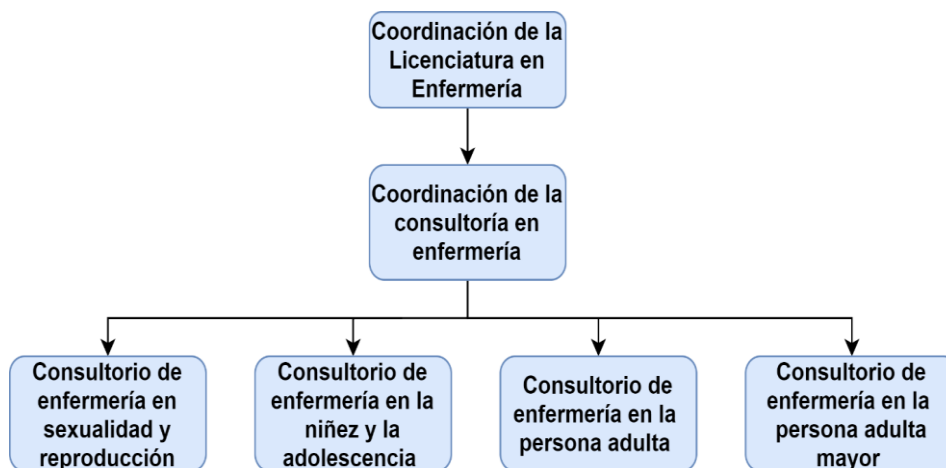 Coordinación de la
Licenciatura en
Enfermería
Coordinación de la
consultoría en
enfermería
Consultorio de
enfermería en
sexualidad y
reproducción
Consultorio de
enfermería en la
niñez y la
adolescencia
Consultorio de
enfermería en la
persona adulta
Consultorio de
enfermería en la
persona adulta
mayor